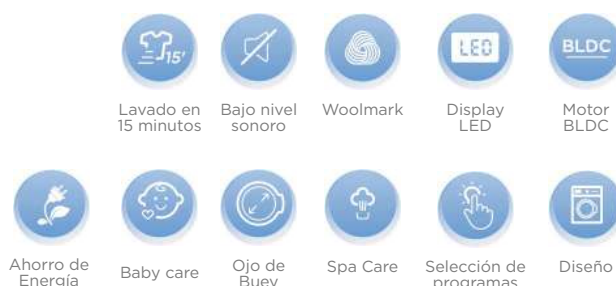 15'
LED
BLDC
Lavado en
15 minutos
Bajo nivel
sonoro
Woolmark
Display
LED
Motor
BLDC
Ahorro de
Energía
Baby care
Ojo de
Buey
Spa Care
Selección de
programas
Diseño